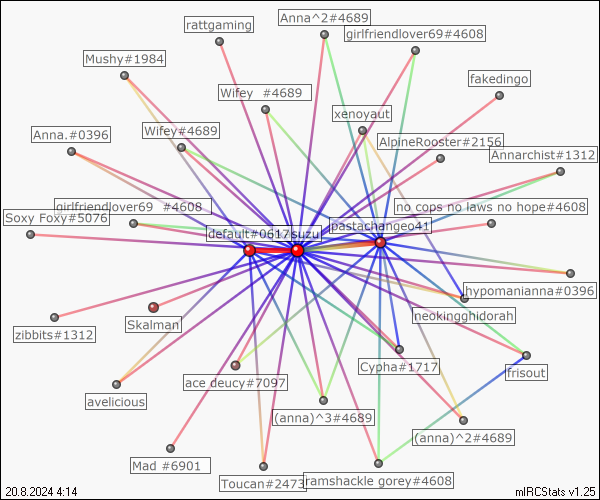 rattgaming
Anna^2#4689
girlfriendlover69#4608
Mushy#1984
fakedingo
Wifey  #4689
xenoyaut
Anna.#0396
Wifey#4689
AlpineRooster#2156
Annarchist#1312
girlfriendlover69  #4608
no cops no laws no hope#4608
Soxy Foxy#5076
default#0617
suzu
pastachangeo41
hypomanianna#0396
neokingghidorah
zibbits#1312
Skalman
Cypha#1717
frisout
ace deucy#7097
avelicious
(anna)^3#4689
(anna)^2#4689
Mad #6901
Toucan#2473
ramshackle gorey#4608
20.8.2024 4:14
mIRCStats v1.25